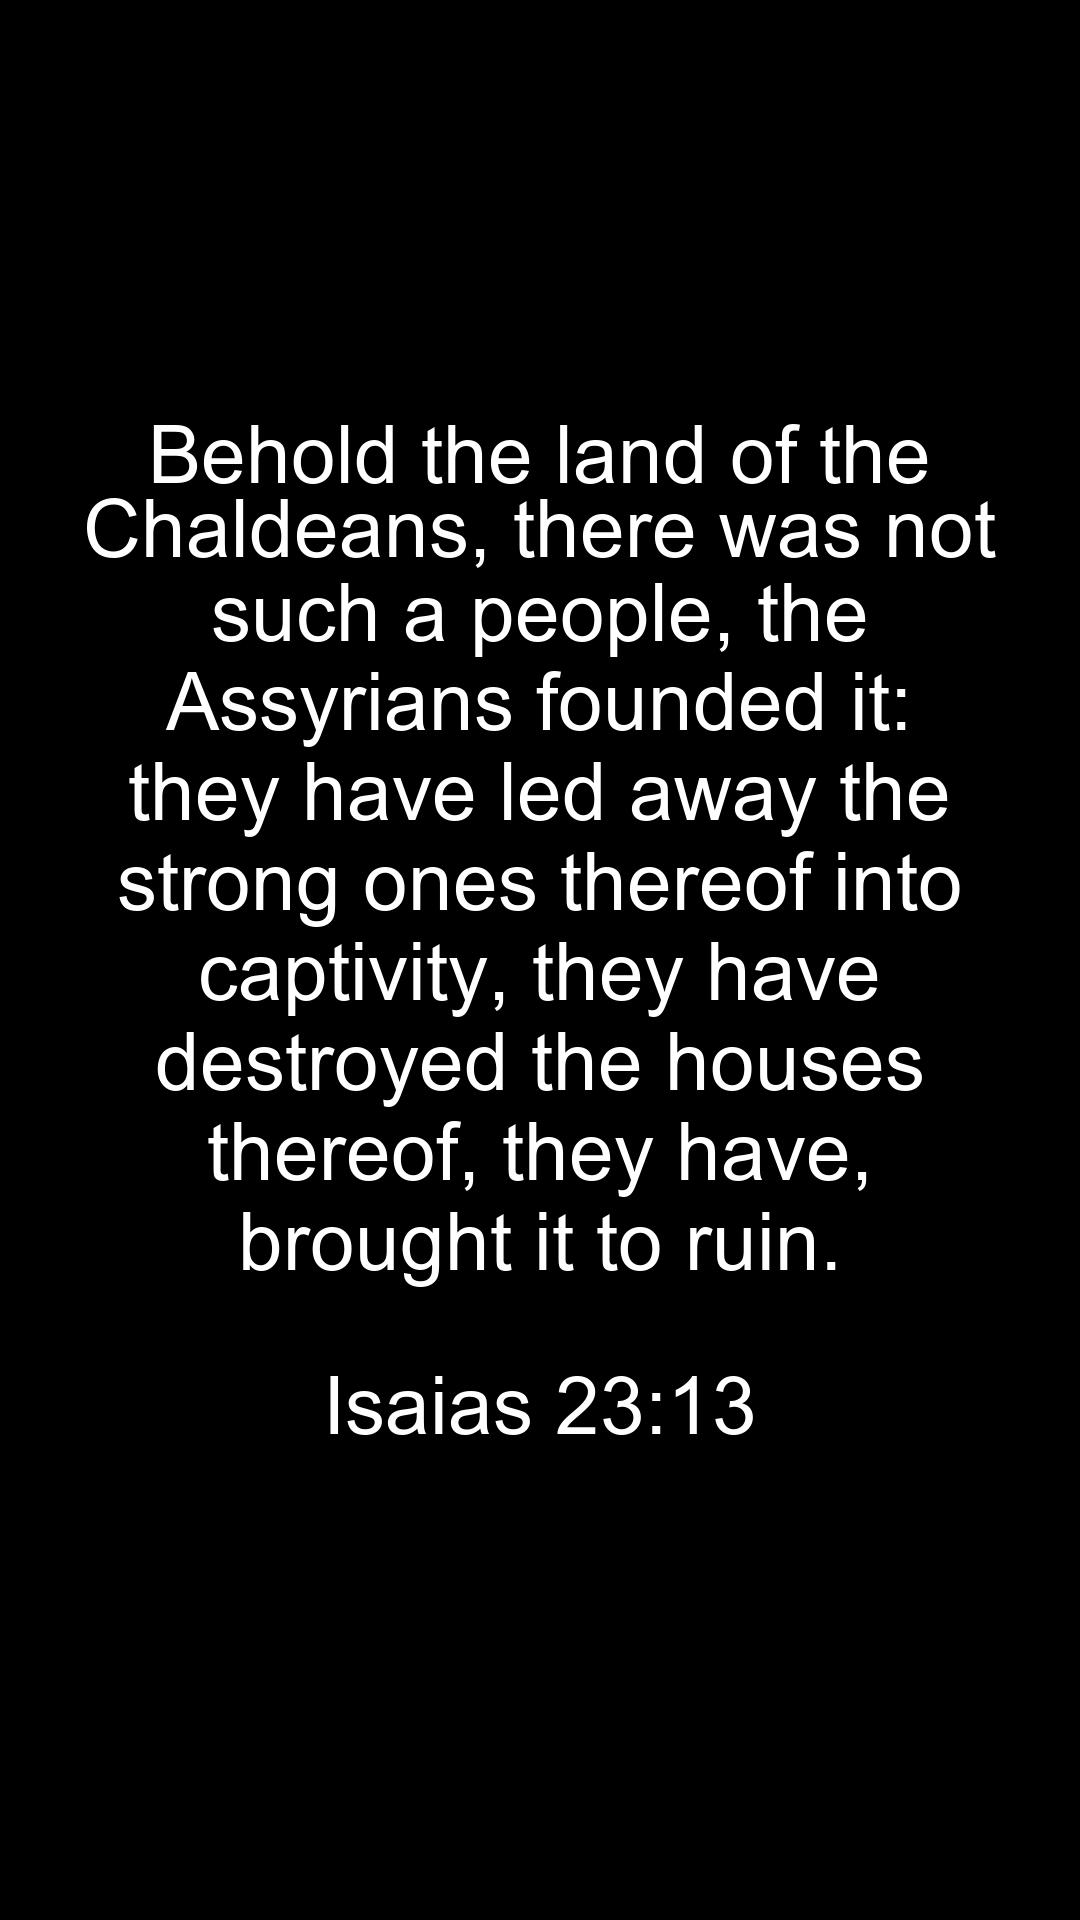 Behold the land of the
Chaldeans, there was not
such a people, the
Assyrians founded it:
they have led away the
strong ones thereof into
captivity, they have
destroyed the houses
thereof, they have,
brought it to ruin.
Isaias 23:13